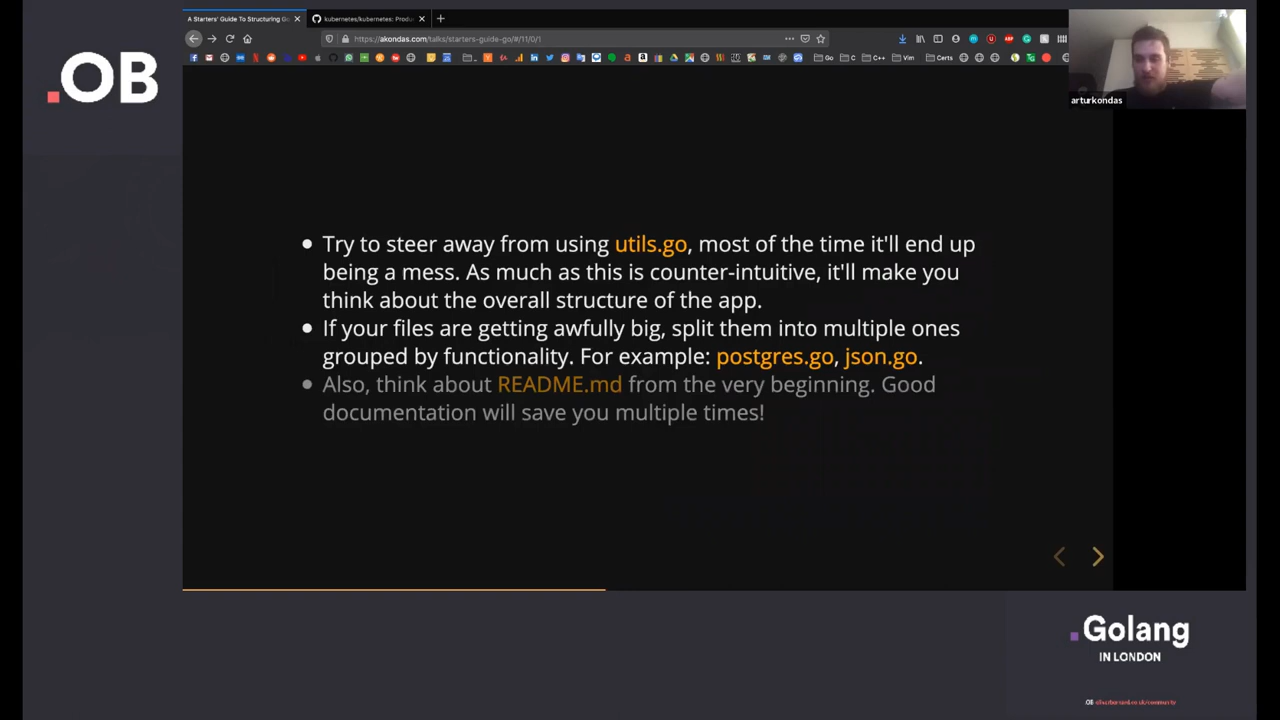 .OB
A Starters' Guide To Structuring Go
kubernetes/kubernetes: Produ
https://akondas.com/talks/starters-guide-go/#/11/0/1
Go
C
C++
Vim
Certs
arturkondas
• Try to steer away from using utils.go, most of the time it'll end up
being a mess. As much as this is counter-intuitive, it'll make you
think about the overall structure of the app.
• If your files are getting awfully big, split them into multiple ones
grouped by functionality. For example: postgres.go, json.go.
• Also, think about README.md from the very beginning. Good
documentation will save you multiple times!
.Golang
IN LONDON
.OB